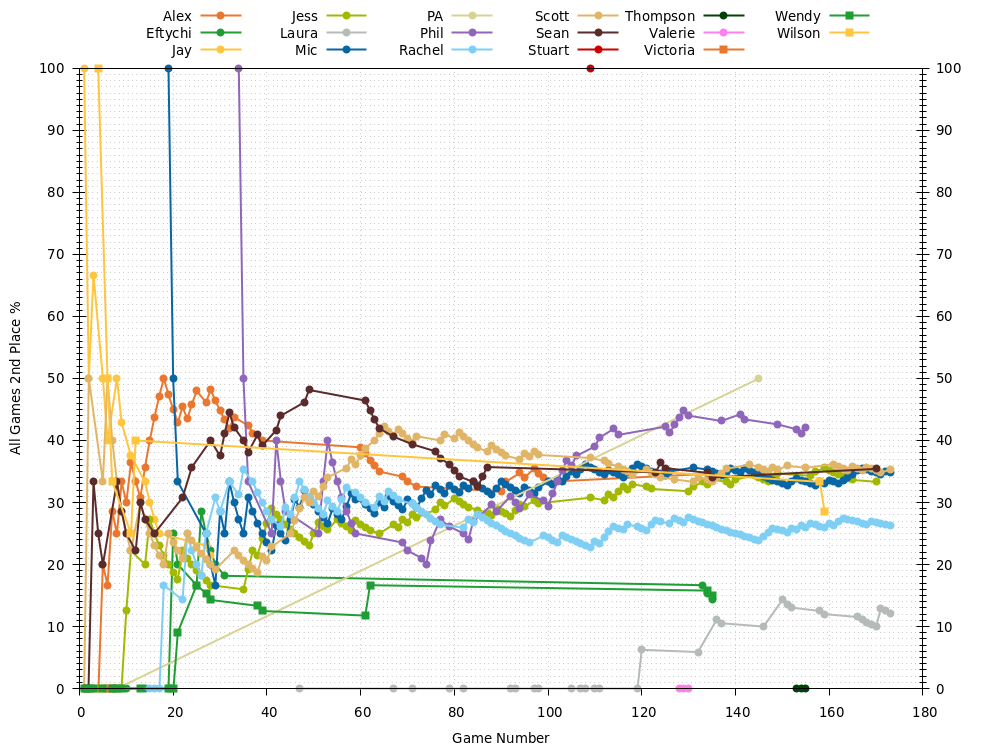 Alex Jess PA Scott Thompson Wendy
Eftychi Laura Phil Sean Valerie Wilson
Jay Mic Rachel Stuart Victoria
100 100
90 90
80 80
70 70
60 60
50 50
40 40
30 30
20 20
10 10
0 0
0 20 40 60 80 100 120 140 160 180
All Games 2nd Place %
Game Number